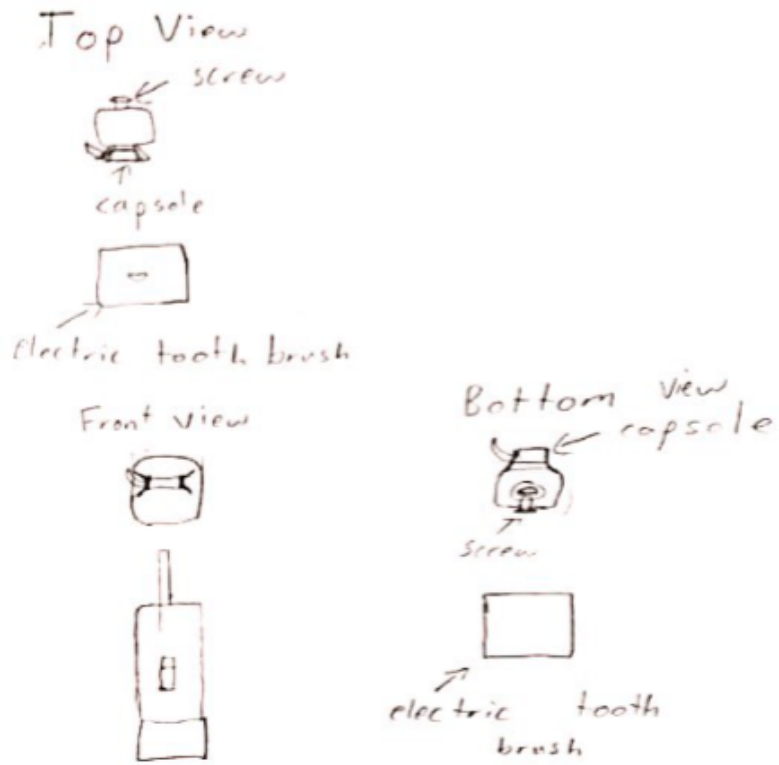 Top View
screw
capsole
electric tooth brush
Front view
Bottom view
capsole
screw
electric tooth
brush